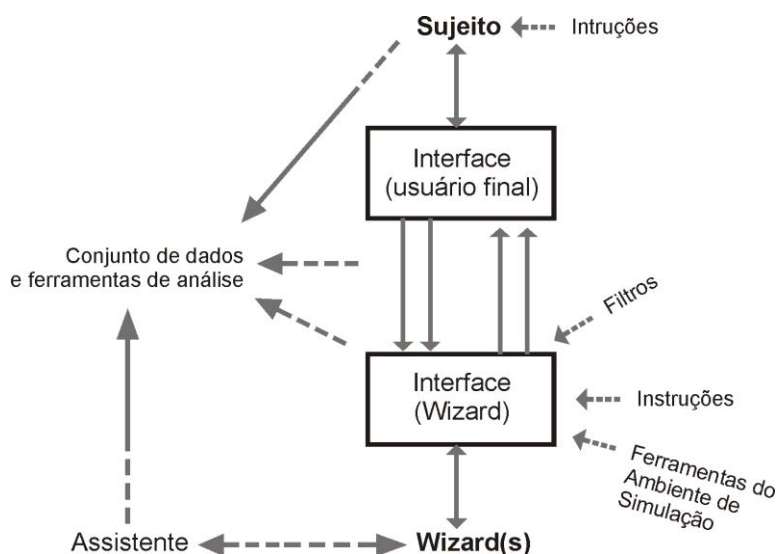 Sujeito
Intruções
Interface
(usuário final)
Conjunto de dados
e ferramentas de análise
Filtros
Interface
(Wizard)
Instruções
Ferramentas do
Ambiente de
Simulação
Assistente
Wizard(s)